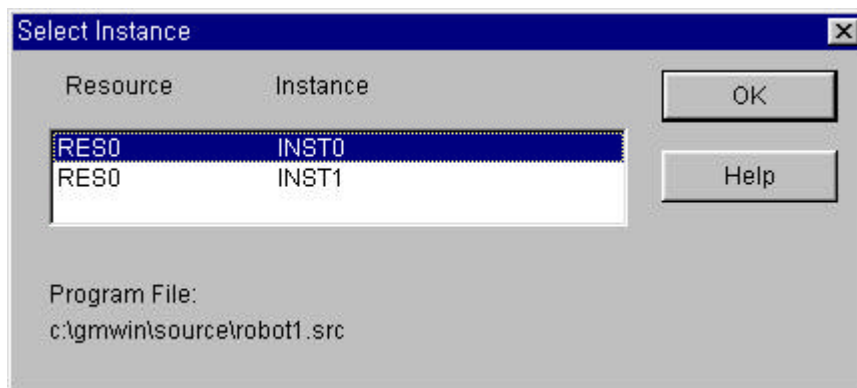 Select Instance
Resource Instance OK
RES0 INST0
RES0 INST1 Help
Program File:
c:\gmwin\source\robot1.src